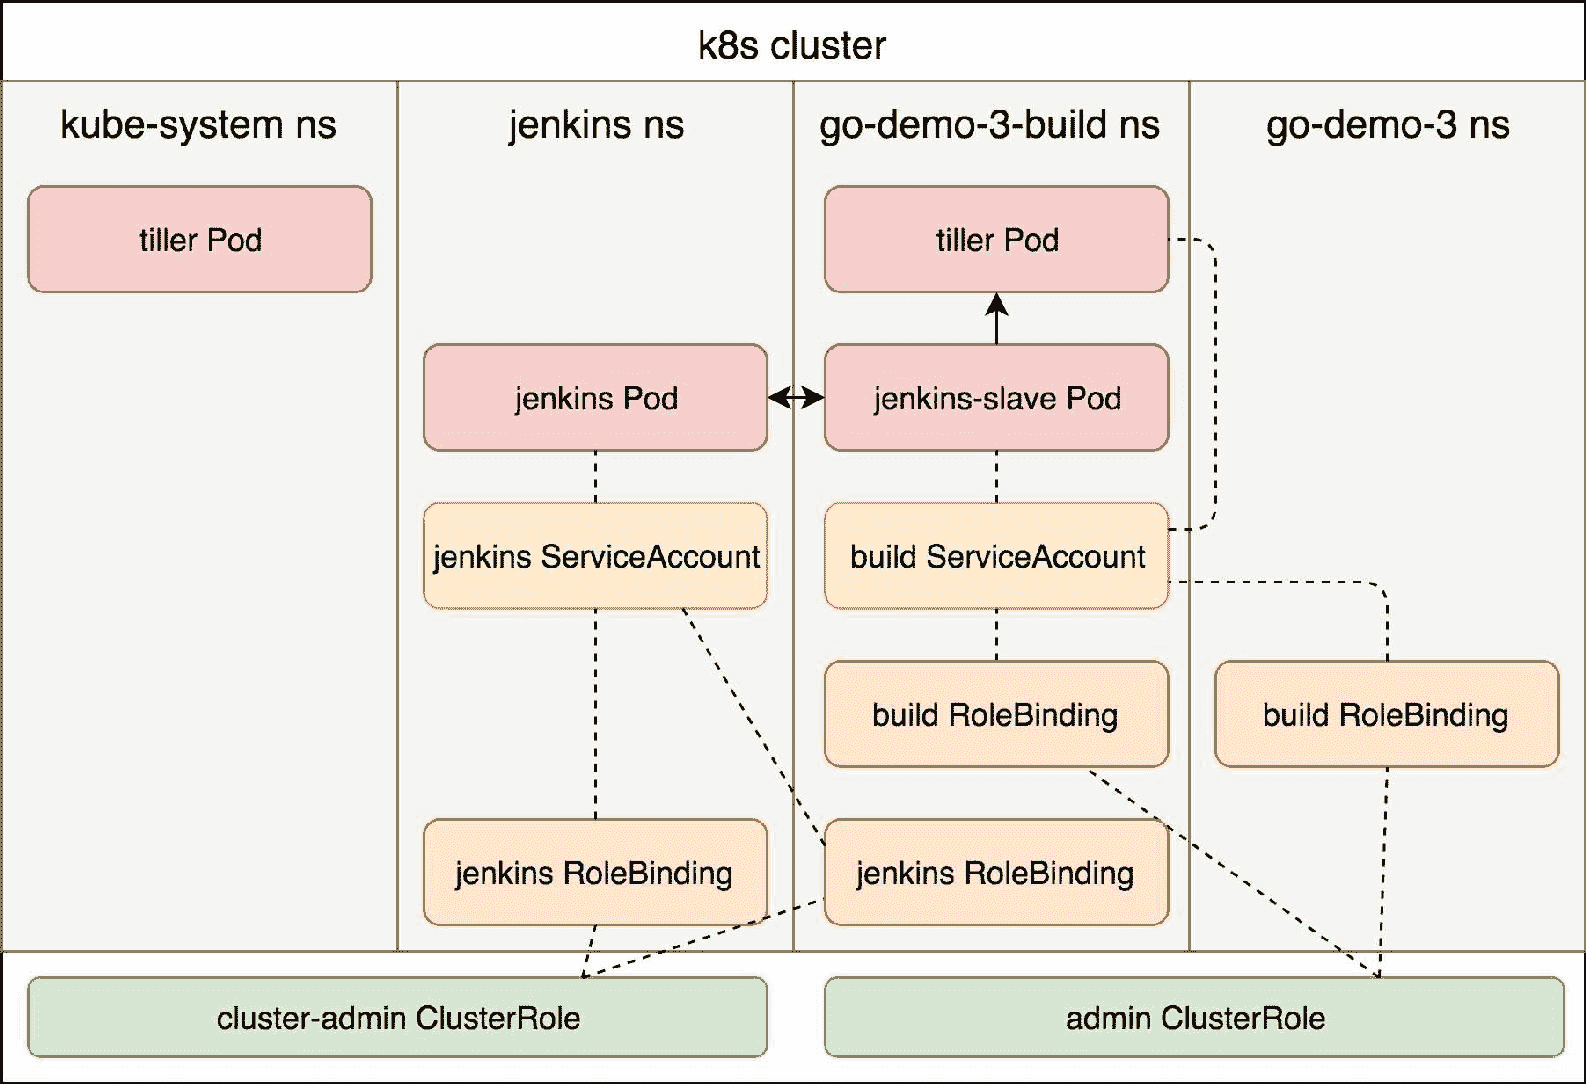 k8s cluster
kube-system ns
jenkins ns
go-demo-3-build ns
go-demo-3 ns
tiller Pod
tiller Pod
jenkins Pod
jenkins-slave Pod
jenkins ServiceAccount
build ServiceAccount
build RoleBinding
build RoleBinding
jenkins RoleBinding
jenkins RoleBinding
cluster-admin ClusterRole
admin ClusterRole